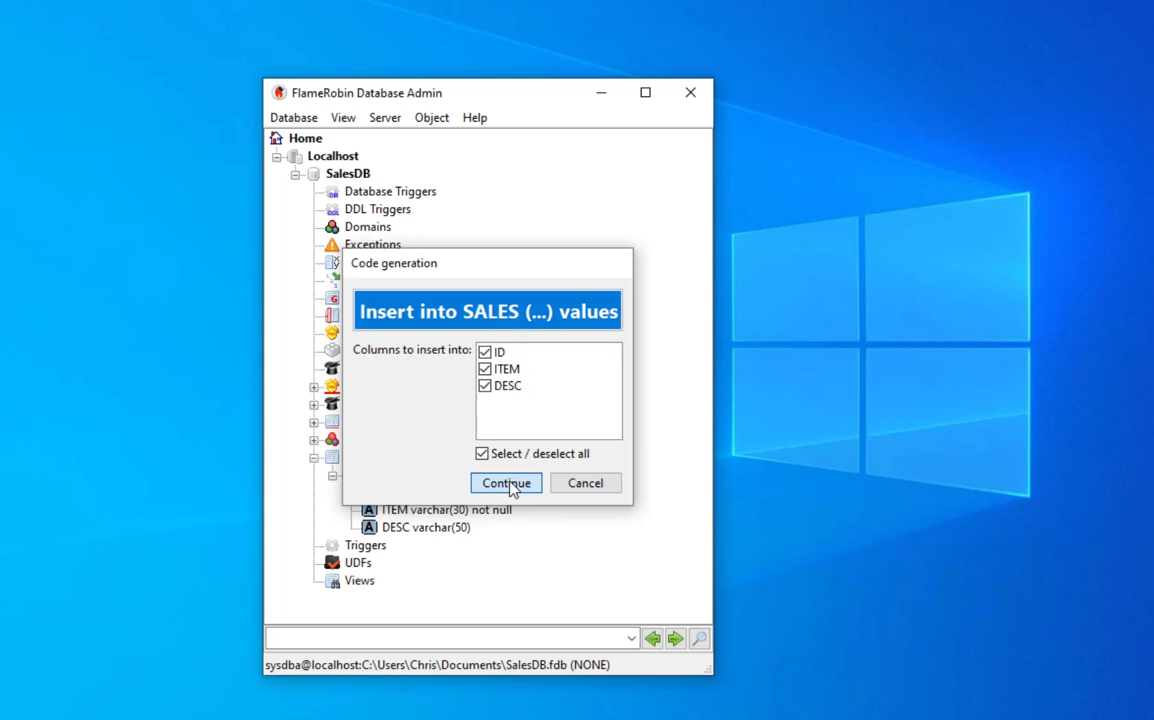 FlameRobin Database Admin
Database View Server Object Help
Home
Localhost
SalesDB
Database Triggers
DDL Triggers
Domains
Exceptions
Code generation
Insert into SALES (...) values
Columns to insert into:
ID
ITEM
DESC
Select / deselect all
Continue Cancel
ITEM varchar(30) not null
DESC varchar(50)
Triggers
UDFs
Views
sysdba@localhost:C:\Users\Chris\Documents\SalesDB.fdb (NONE)